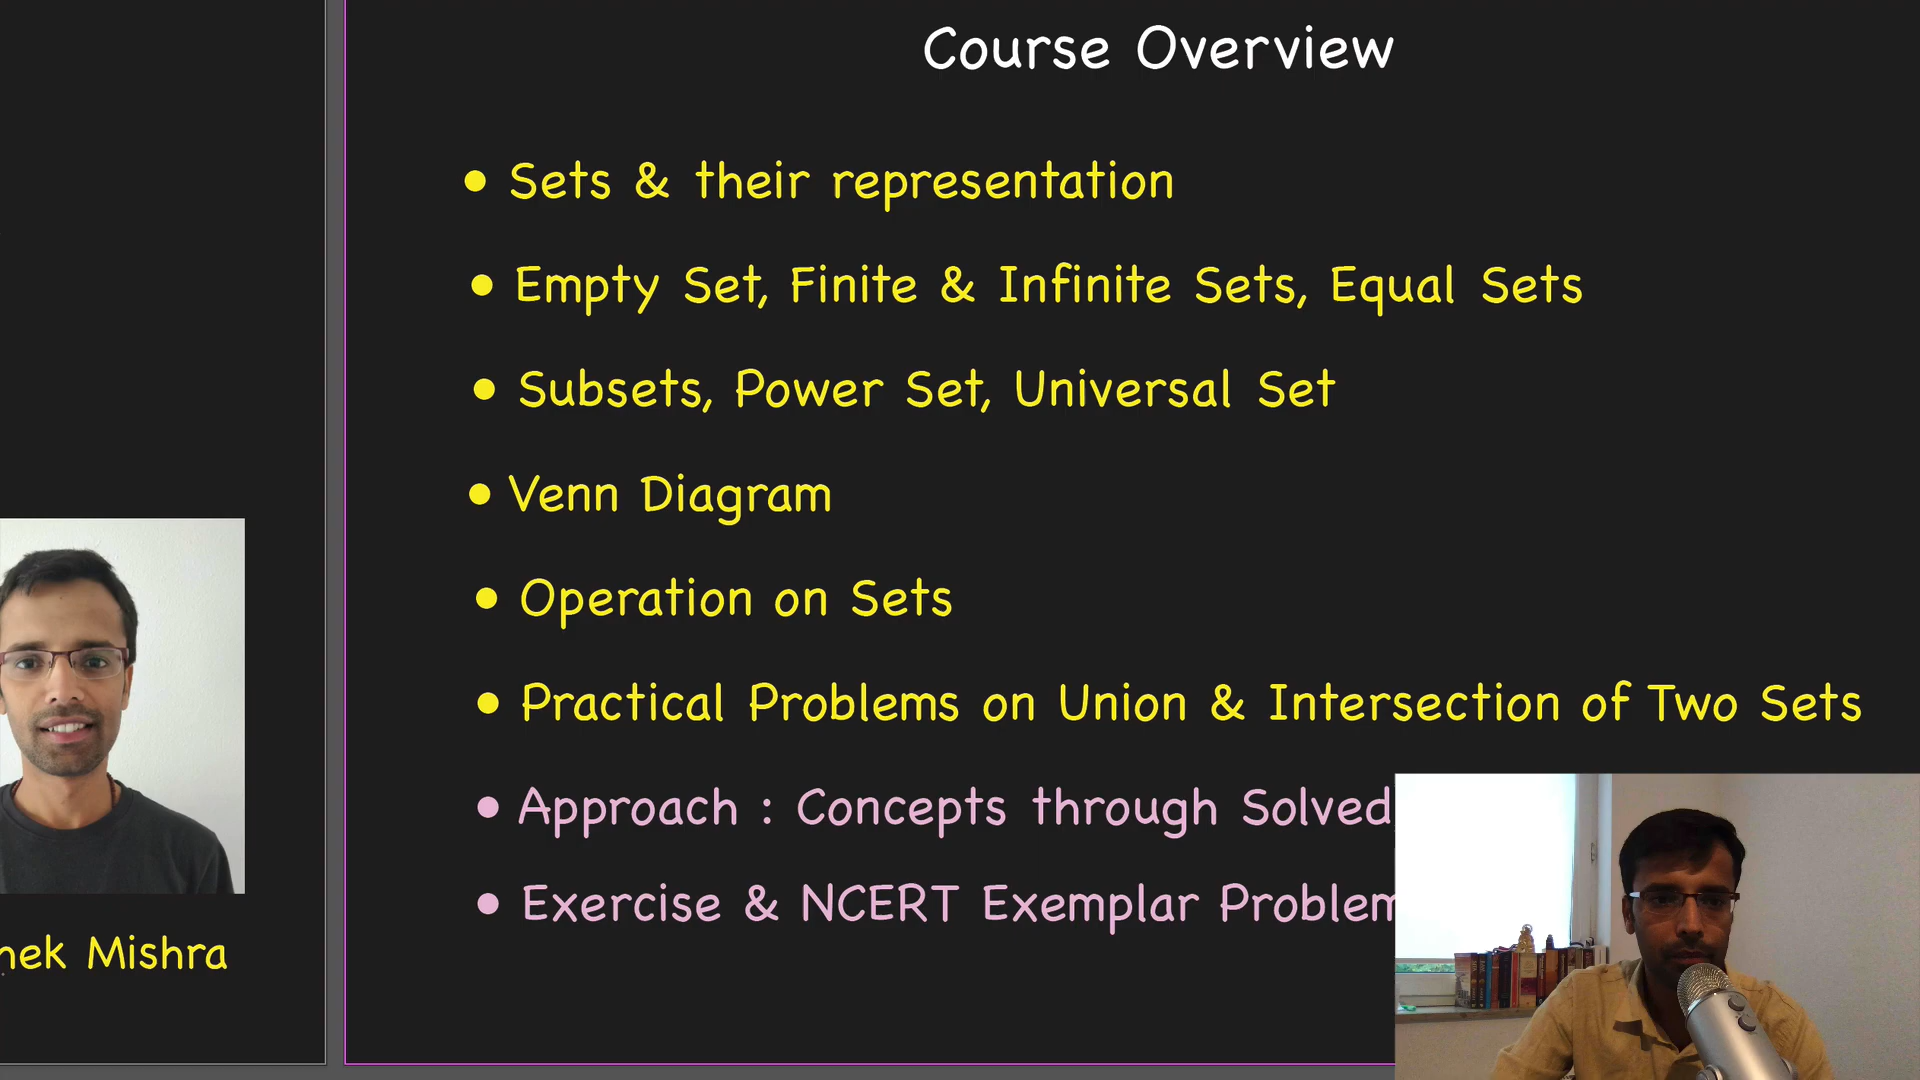 Course Overview
• Sets & their representation
• Empty Set, Finite & Infinite Sets, Equal Sets
• Subsets, Power Set, Universal Set
• Venn Diagram
• Operation on Sets
• Practical Problems on Union & Intersection of Two Sets
• Approach : Concepts through Solved
• Exercise & NCERT Exemplar
Mishra